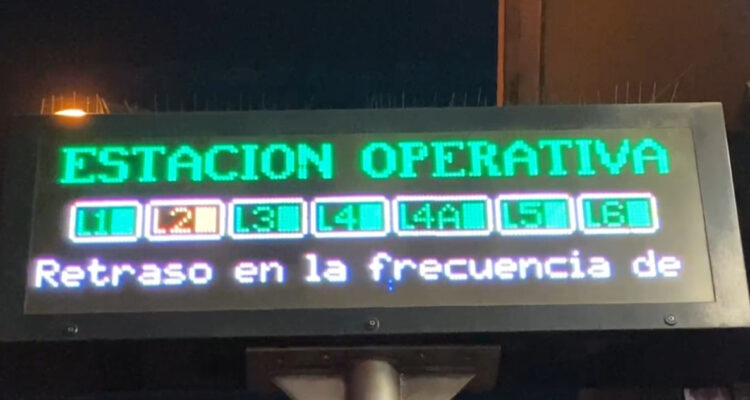 ESTACION OPERATIVA
L1 L2 L3 L4 L4A L5 L6
Retraso en la frecuencia de